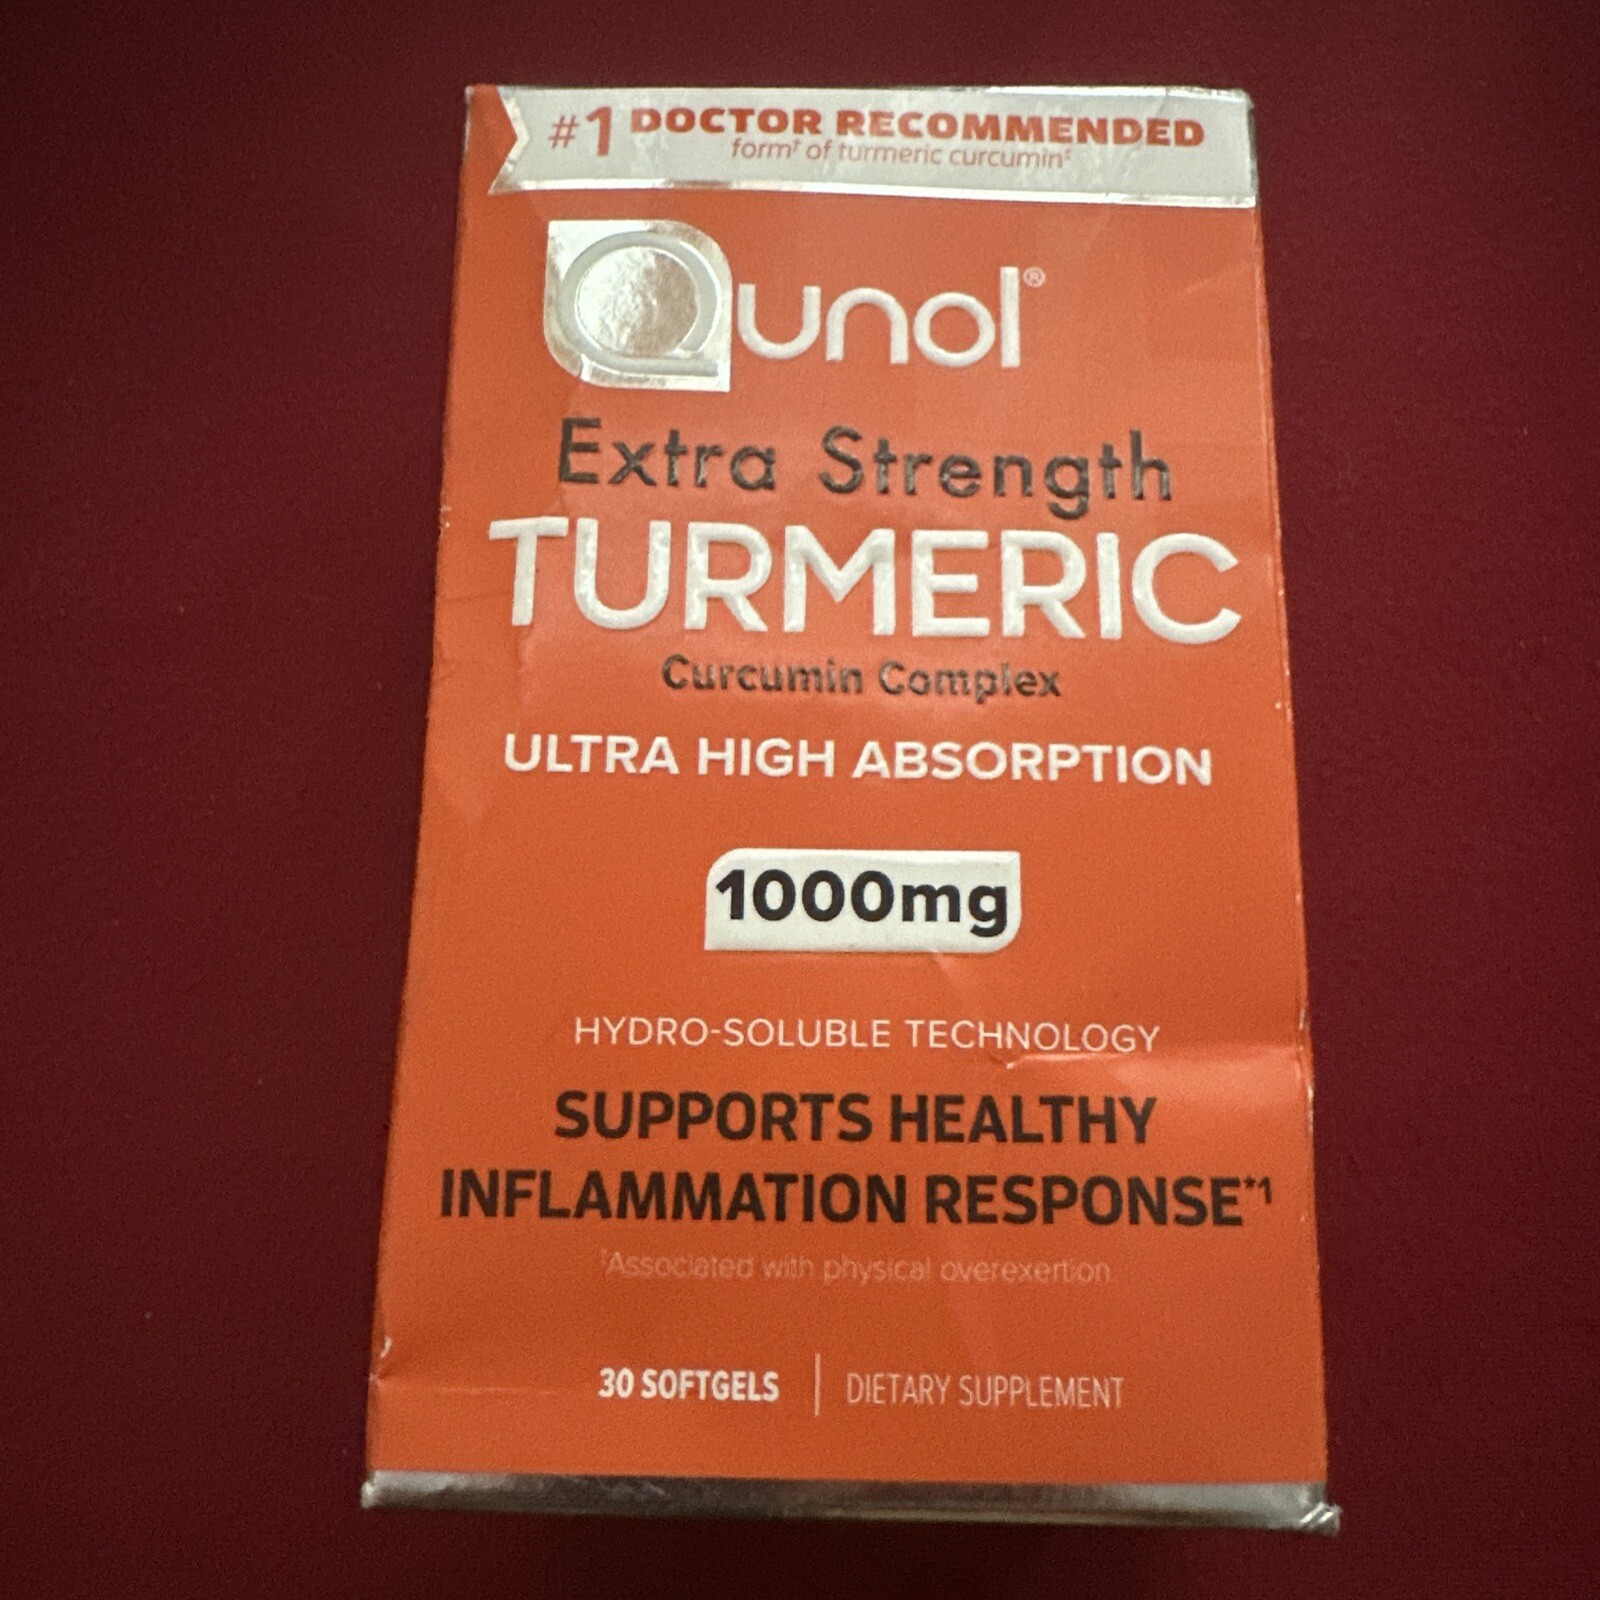 #1 DOCTOR RECOMMENDED
form† of turmeric curcumin‡
Qunol®
Extra Strength
TURMERIC
Curcumin Complex
ULTRA HIGH ABSORPTION
1000mg
HYDRO-SOLUBLE TECHNOLOGY
SUPPORTS HEALTHY
INFLAMMATION RESPONSE*1
¹Associated with physical overexertion
30 SOFTGELS | DIETARY SUPPLEMENT